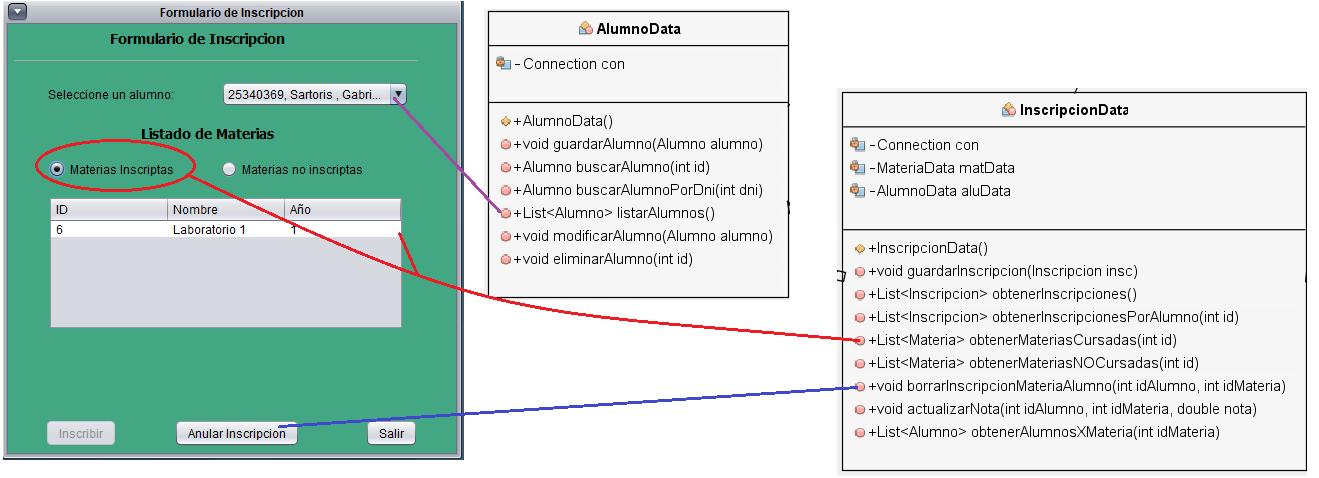 Formulario de Inscripcion
Formulario de Inscripcion
Seleccione un alumno: 25340369, Sartoris , Gabri...
Listado de Materias
Materias Inscriptas Materias no inscriptas
ID Nombre Año
6 Laboratorio 1 1
Inscribir Anular Inscripcion Salir
AlumnoData
-Connection con
+AlumnoData()
+void guardarAlumno(Alumno alumno)
+Alumno buscarAlumno(int id)
+Alumno buscarAlumnoPorDni(int dni)
+List<Alumno> listarAlumnos()
+void modificarAlumno(Alumno alumno)
+void eliminarAlumno(int id)
InscripcionData
-Connection con
-MateriaData matData
-AlumnoData aluData
+InscripcionData()
+void guardarInscripcion(Inscripcion insc)
+List<Inscripcion> obtenerInscripciones()
+List<Inscripcion> obtenerInscripcionesPorAlumno(int id)
+List<Materia> obtenerMateriasCursadas(int id)
+List<Materia> obtenerMateriasNOCursadas(int id)
+void borrarInscripcionMateriaAlumno(int idAlumno, int idMateria)
+void actualizarNota(int idAlumno, int idMateria, double nota)
+List<Alumno> obtenerAlumnosXMateria(int idMateria)